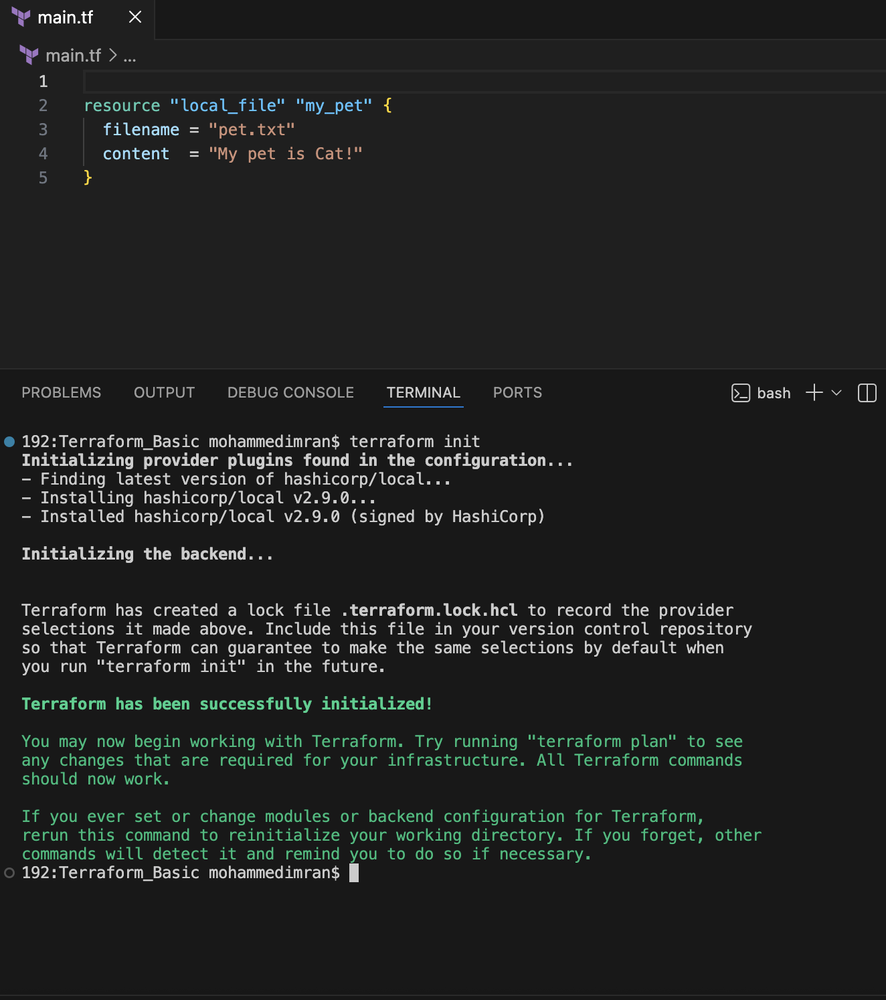 main.tf
main.tf > ...
1
2 resource "local_file" "my_pet" {
3 filename = "pet.txt"
4 content  = "My pet is Cat!"
5 }
PROBLEMS OUTPUT DEBUG CONSOLE TERMINAL PORTS bash
192:Terraform_Basic mohammedimran$ terraform init
Initializing provider plugins found in the configuration...
- Finding latest version of hashicorp/local...
- Installing hashicorp/local v2.9.0...
- Installed hashicorp/local v2.9.0 (signed by HashiCorp)
Initializing the backend...
Terraform has created a lock file .terraform.lock.hcl to record the provider
selections it made above. Include this file in your version control repository
so that Terraform can guarantee to make the same selections by default when
you run "terraform init" in the future.
Terraform has been successfully initialized!
You may now begin working with Terraform. Try running "terraform plan" to see
any changes that are required for your infrastructure. All Terraform commands
should now work.
If you ever set or change modules or backend configuration for Terraform,
rerun this command to reinitialize your working directory. If you forget, other
commands will detect it and remind you to do so if necessary.
192:Terraform_Basic mohammedimran$